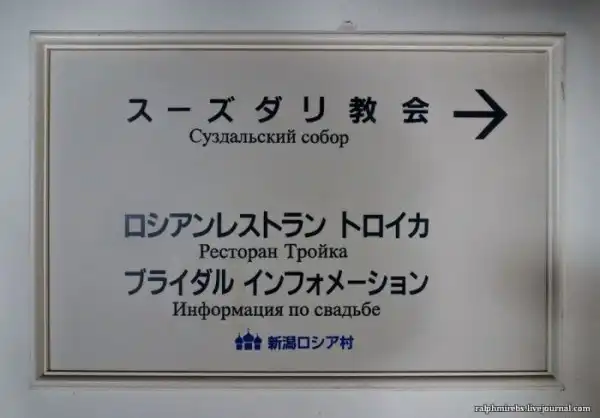 スーズダリ教会 →
Суздальский собор
ロシアンレストラン トロイカ
Ресторан Тройка
ブライダル インフォメーション
Информация по свадьбе
新潟ロシア村
ralphmirebs.livejournal.com